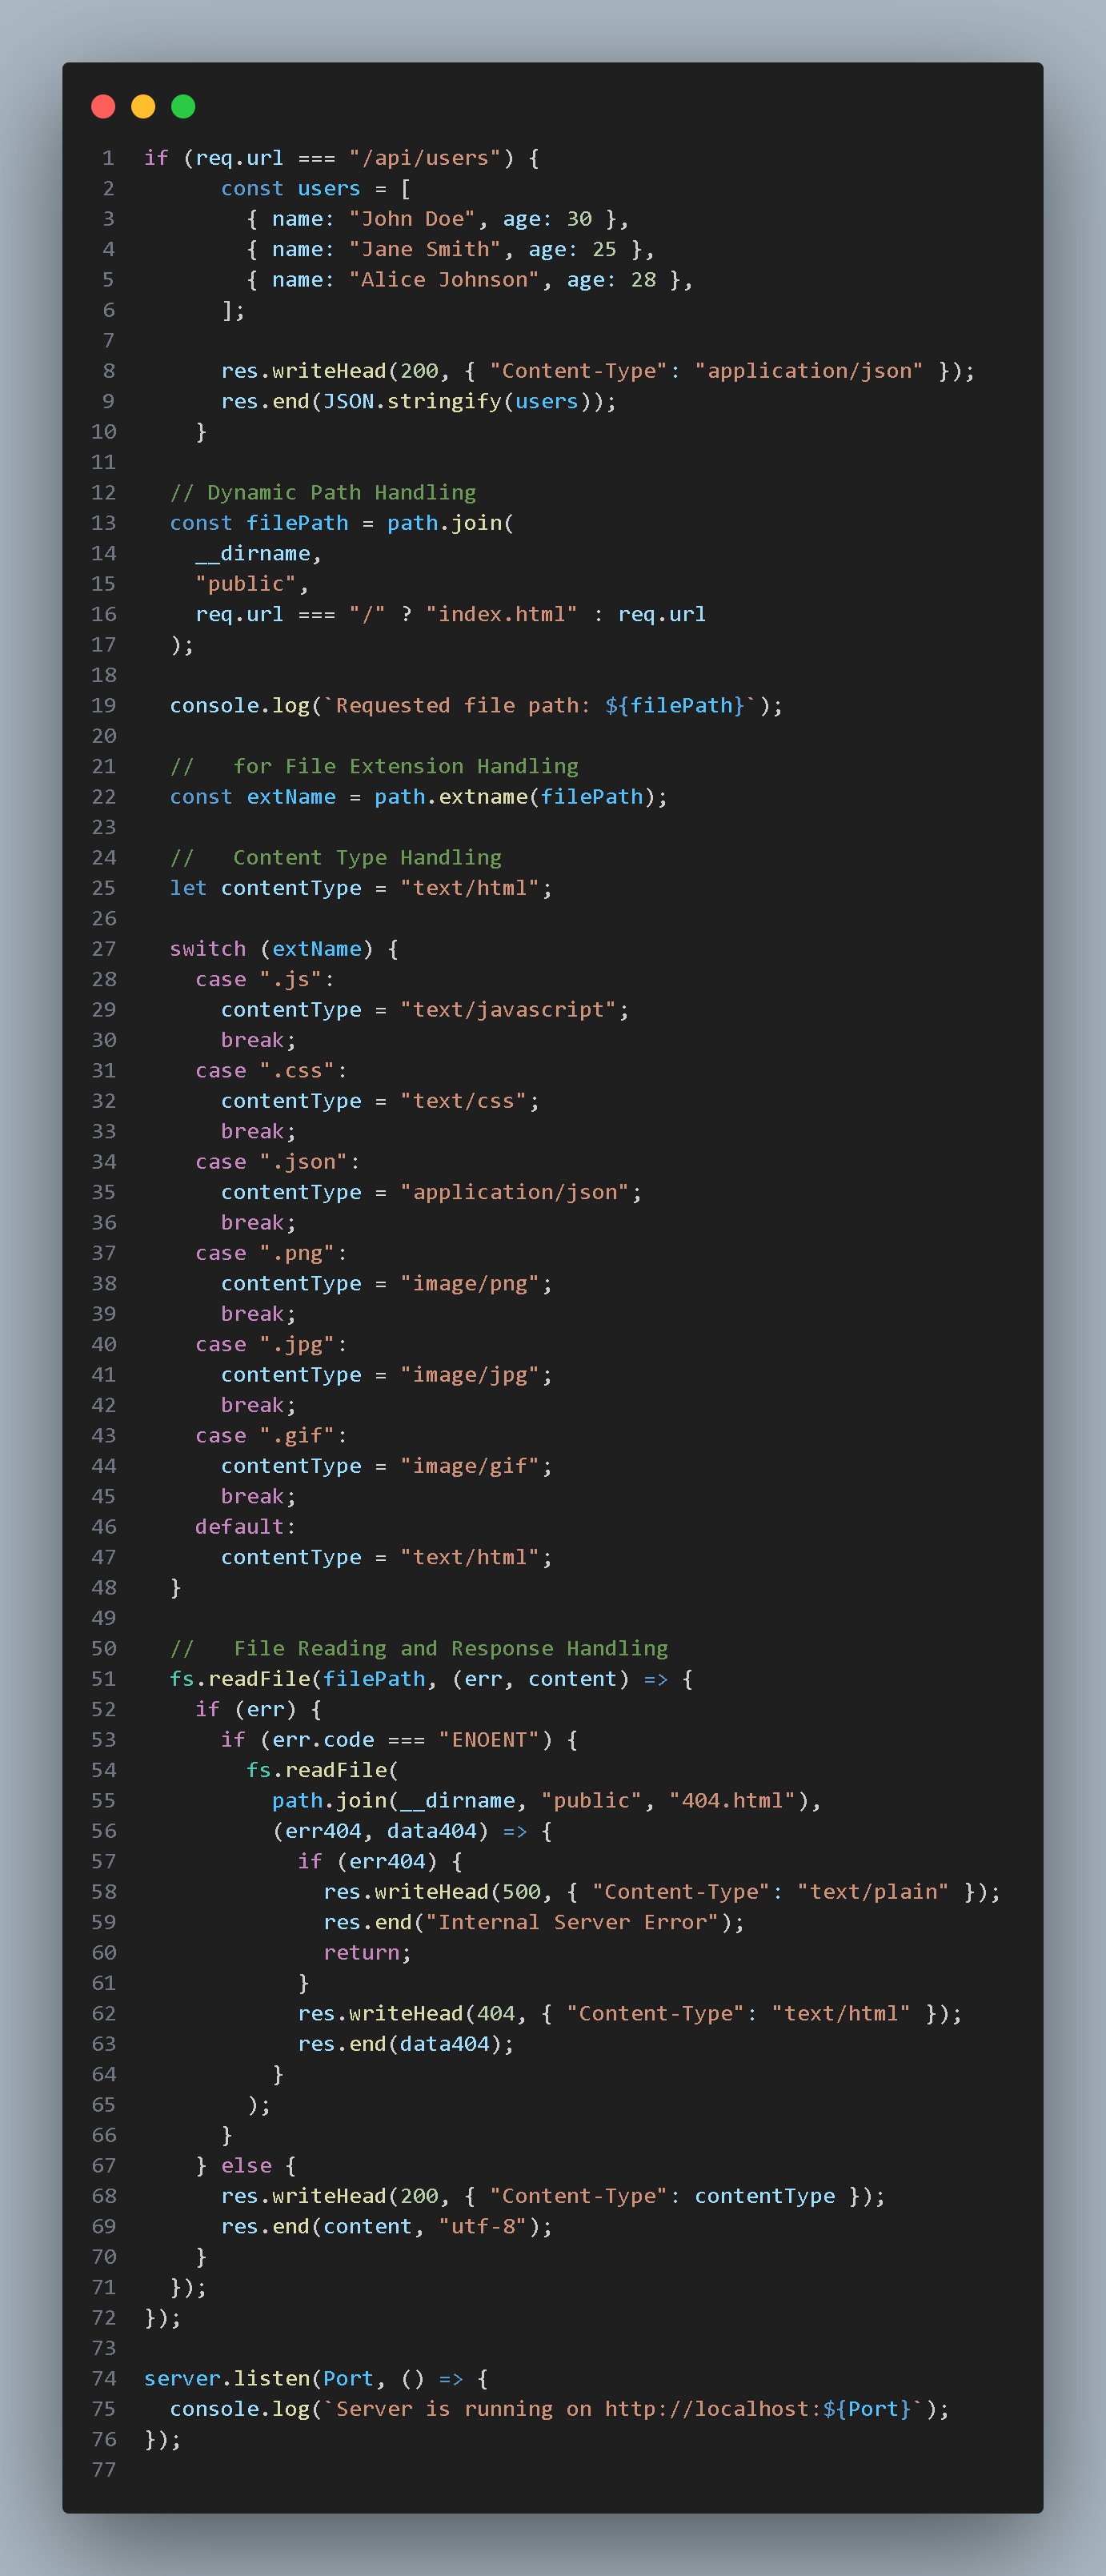 1 if (req.url === "/api/users") {
2       const users = [
3         { name: "John Doe", age: 30 },
4         { name: "Jane Smith", age: 25 },
5         { name: "Alice Johnson", age: 28 },
6       ];
7
8       res.writeHead(200, { "Content-Type": "application/json" });
9       res.end(JSON.stringify(users));
10     }
11
12   // Dynamic Path Handling
13   const filePath = path.join(
14     __dirname,
15     "public",
16     req.url === "/" ? "index.html" : req.url
17   );
18
19   console.log(`Requested file path: ${filePath}`);
20
21   //   for File Extension Handling
22   const extName = path.extname(filePath);
23
24   //   Content Type Handling
25   let contentType = "text/html";
26
27   switch (extName) {
28     case ".js":
29       contentType = "text/javascript";
30       break;
31     case ".css":
32       contentType = "text/css";
33       break;
34     case ".json":
35       contentType = "application/json";
36       break;
37     case ".png":
38       contentType = "image/png";
39       break;
40     case ".jpg":
41       contentType = "image/jpg";
42       break;
43     case ".gif":
44       contentType = "image/gif";
45       break;
46     default:
47       contentType = "text/html";
48   }
49
50   //   File Reading and Response Handling
51   fs.readFile(filePath, (err, content) => {
52     if (err) {
53       if (err.code === "ENOENT") {
54         fs.readFile(
55           path.join(__dirname, "public", "404.html"),
56           (err404, data404) => {
57             if (err404) {
58               res.writeHead(500, { "Content-Type": "text/plain" });
59               res.end("Internal Server Error");
60               return;
61             }
62             res.writeHead(404, { "Content-Type": "text/html" });
63             res.end(data404);
64           }
65         );
66       }
67     } else {
68       res.writeHead(200, { "Content-Type": contentType });
69       res.end(content, "utf-8");
70     }
71   });
72 });
73
74 server.listen(Port, () => {
75   console.log(`Server is running on http://localhost:${Port}`);
76 });
77